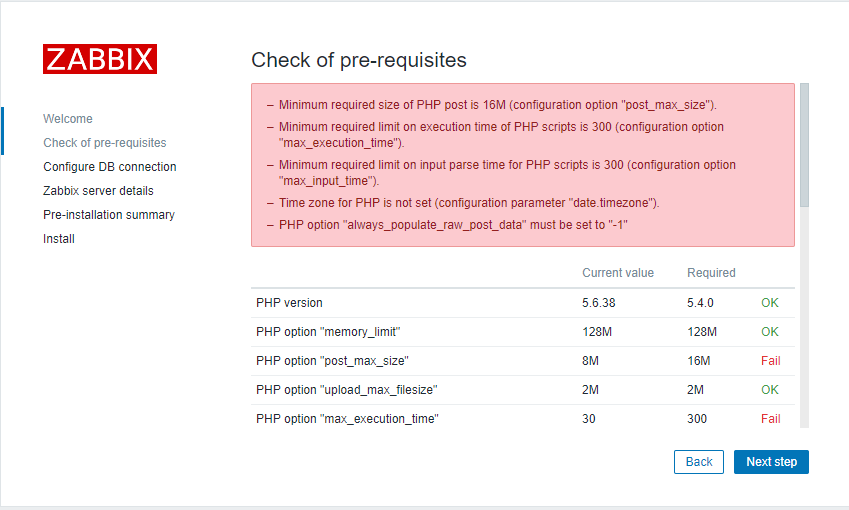 ZABBIX
Welcome
Check of pre-requisites
Configure DB connection
Zabbix server details
Pre-installation summary
Install
Check of pre-requisites
– Minimum required size of PHP post is 16M (configuration option "post_max_size").
– Minimum required limit on execution time of PHP scripts is 300 (configuration option
"max_execution_time").
– Minimum required limit on input parse time for PHP scripts is 300 (configuration option
"max_input_time").
– Time zone for PHP is not set (configuration parameter "date.timezone").
– PHP option "always_populate_raw_post_data" must be set to "-1"
Current value Required
PHP version 5.6.38 5.4.0 OK
PHP option "memory_limit" 128M 128M OK
PHP option "post_max_size" 8M 16M Fail
PHP option "upload_max_filesize" 2M 2M OK
PHP option "max_execution_time" 30 300 Fail
Back Next step